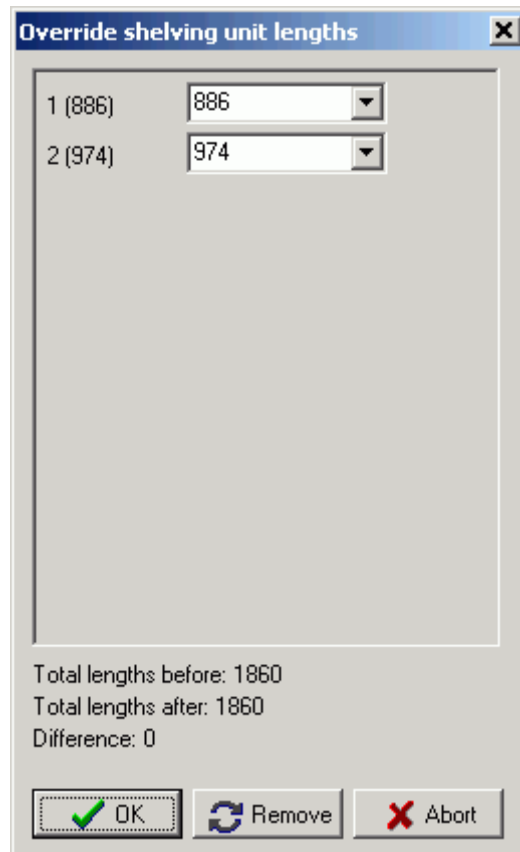 Override shelving unit lengths
1 (886) 886
2 (974) 974
Total lengths before: 1860
Total lengths after: 1860
Difference: 0
OK Remove Abort